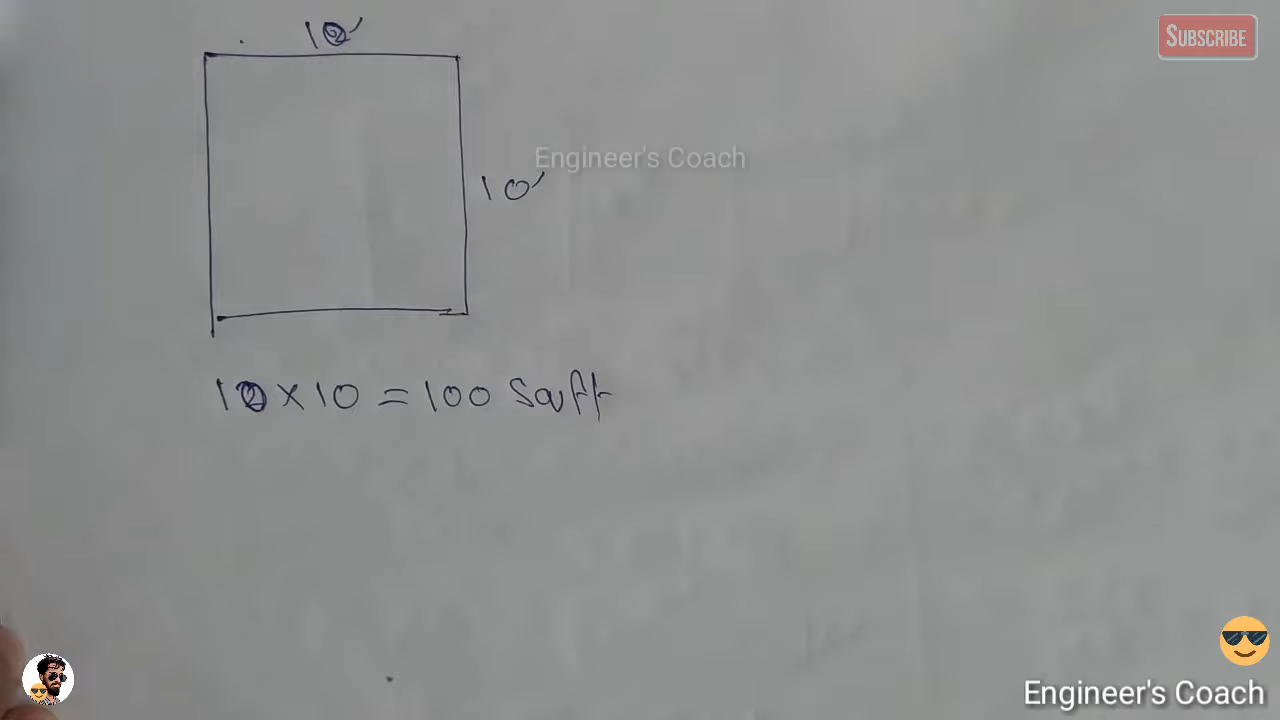 10'
SUBSCRIBE
Engineer's Coach
10'
10 × 10 = 100 Sqft
Engineer's Coach